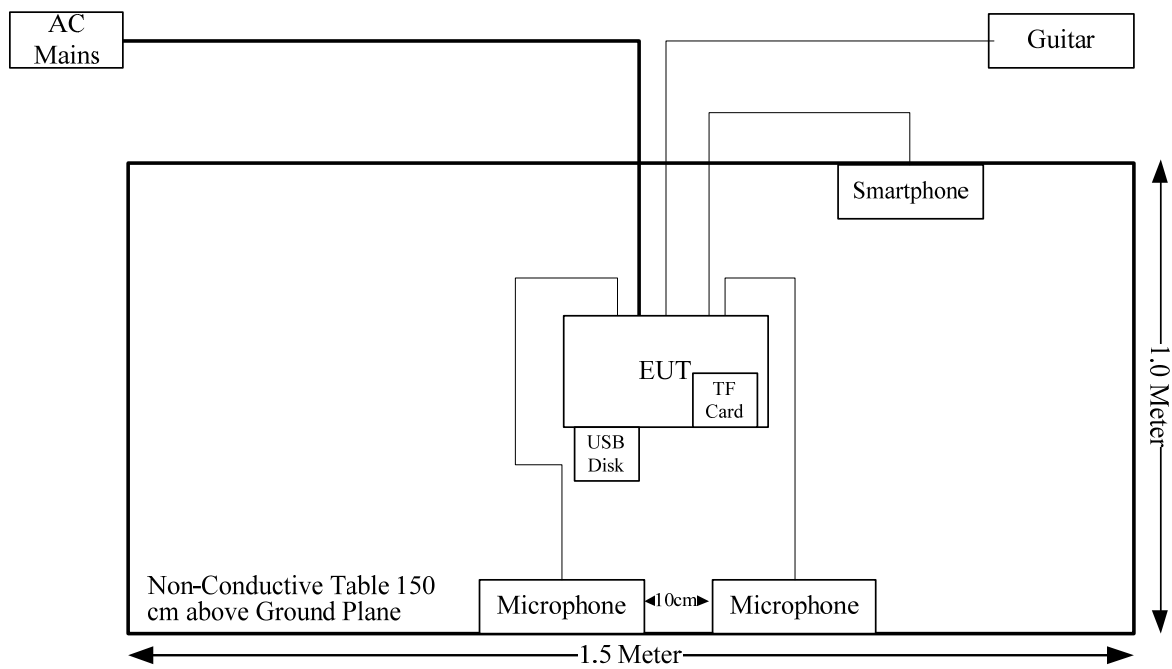 AC
Mains
Guitar
Smartphone
EUT
TF
Card
USB
Disk
1.0 Meter
Non-Conductive Table 150
cm above Ground Plane
Microphone
10cm
Microphone
1.5 Meter